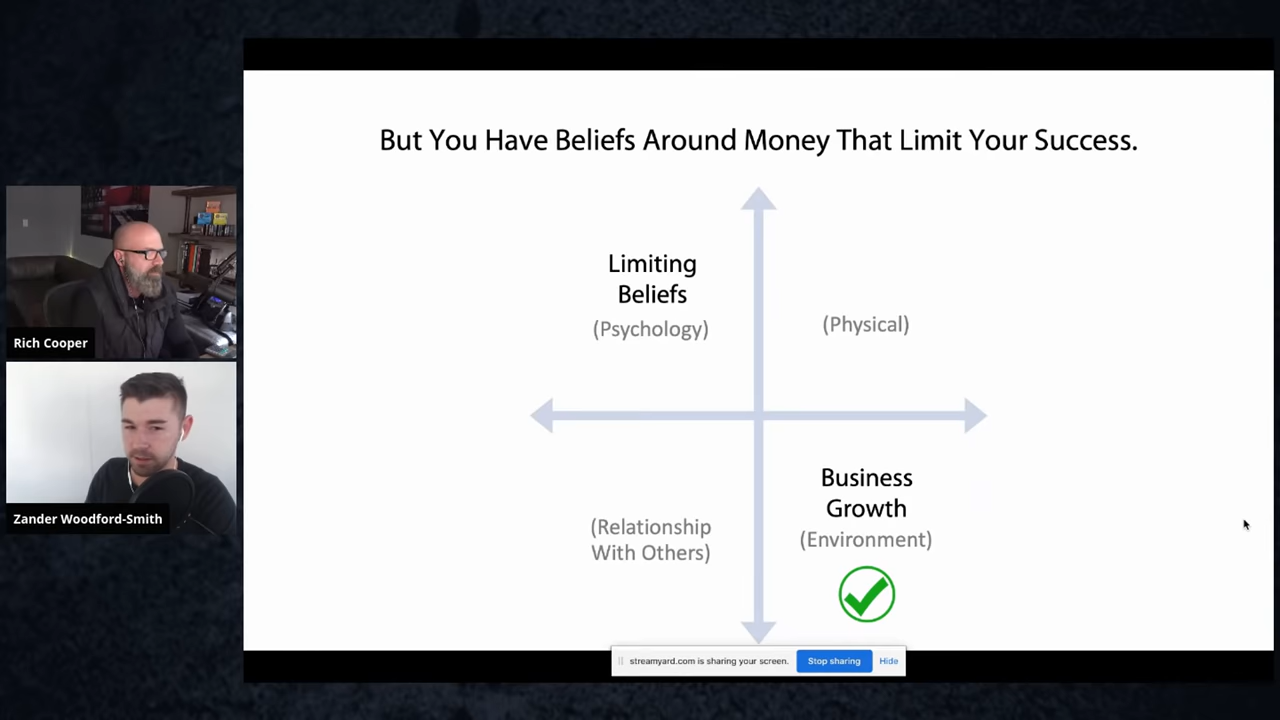 But You Have Beliefs Around Money That Limit Your Success.
Limiting
Beliefs
(Psychology)
(Physical)
(Relationship
With Others)
Business
Growth
(Environment)
Rich Cooper
Zander Woodford-Smith
streamyard.com is sharing your screen.
Stop sharing
Hide